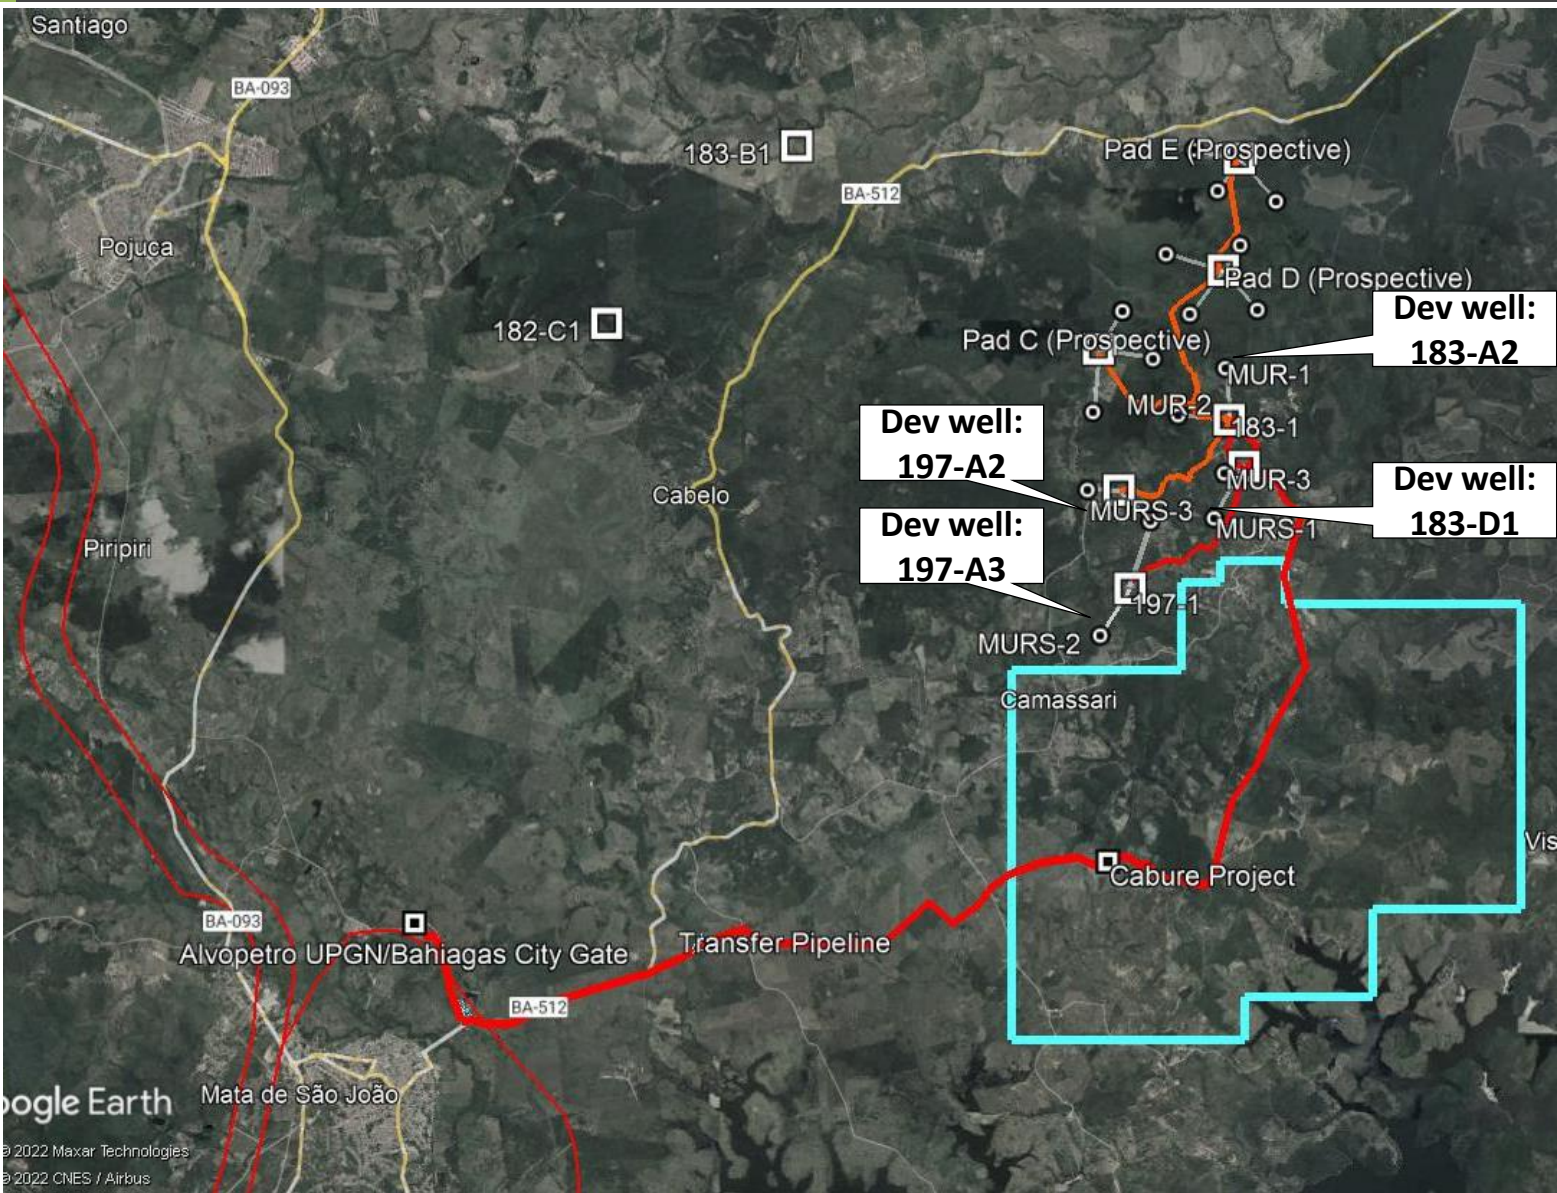 Santiago
BA-093
183-B1
Pad E (Prospective)
BA-512
Pojuca
Pad D (Prospective)
Dev well:
183-A2
182-C1
Pad C (Prospective)
MUR-1
MUR-2
183-1
Dev well:
197-A2
MUR-3
Dev well:
183-D1
Cabelo
MURS-3
MURS-1
Dev well:
197-A3
Piripiri
197-1
MURS-2
Camassari
Vis
Cabure Project
BA-093
Alvopetro UPGN/Bahiagas City Gate
Transfer Pipeline
BA-512
Mata de São João
oogle Earth
© 2022 Maxar Technologies
© 2022 CNES / Airbus